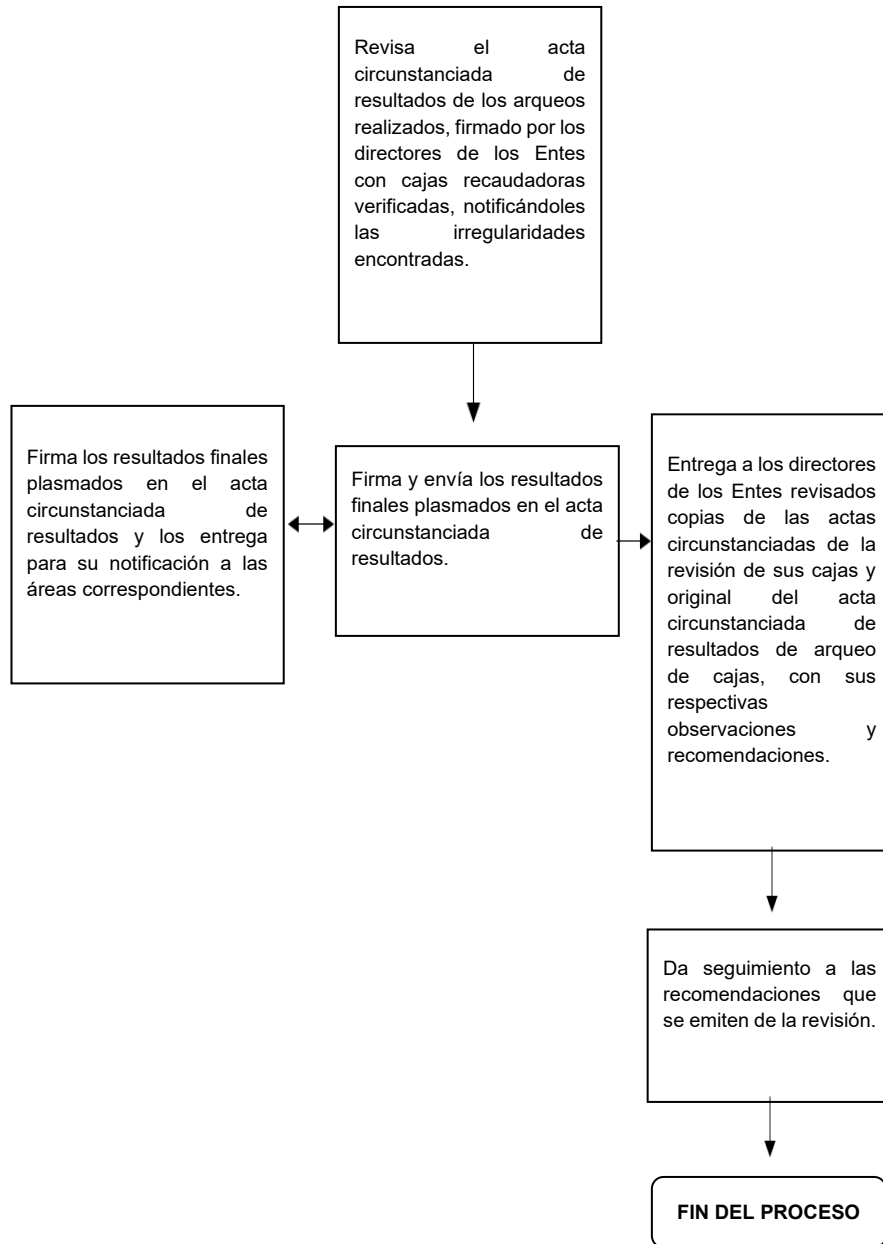 Revisa el acta
circunstanciada de
resultados de los arqueos
realizados, firmado por los
directores de los Entes
con cajas recaudadoras
verificadas, notificándoles
las irregularidades
encontradas.
Firma los resultados finales
plasmados en el acta
circunstanciada de
resultados y los entrega
para su notificación a las
áreas correspondientes.
Firma y envía los resultados
finales plasmados en el acta
circunstanciada de
resultados.
Entrega a los directores
de los Entes revisados
copias de las actas
circunstanciadas de la
revisión de sus cajas y
original del acta
circunstanciada de
resultados de arqueo
de cajas, con sus
respectivas
observaciones y
recomendaciones.
Da seguimiento a las
recomendaciones que
se emiten de la revisión.
FIN DEL PROCESO